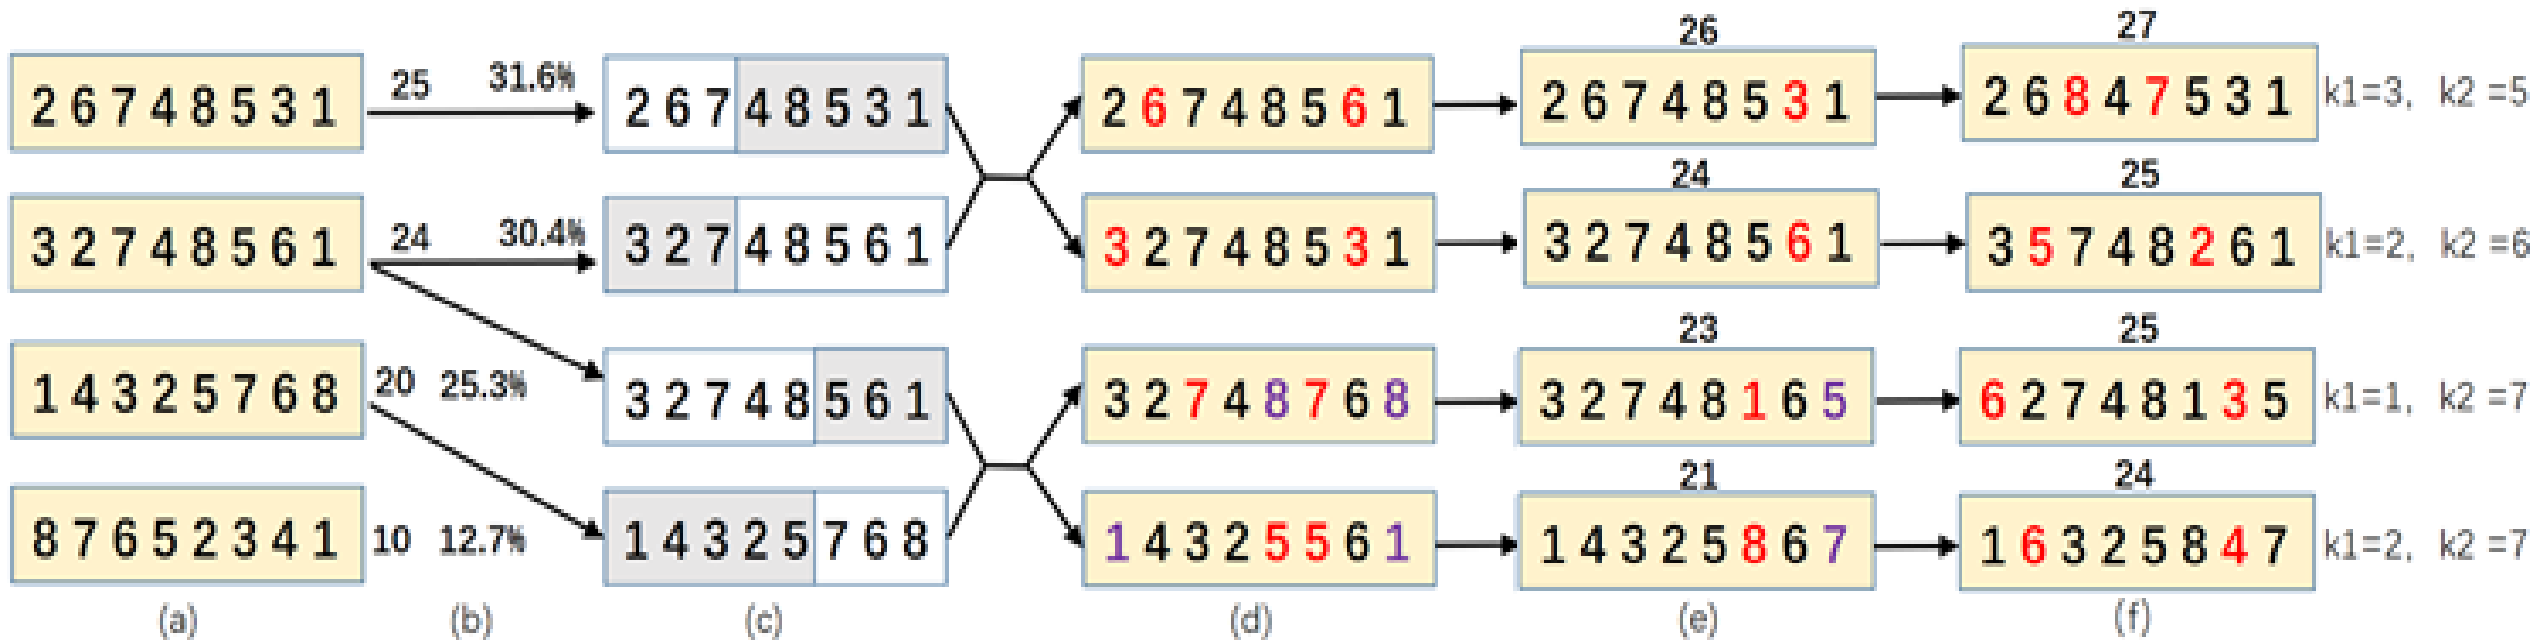 26 27
2 6 7 4 8 5 3 1 25 31.6% 2 6 7 4 8 5 3 1 2 6 7 4 8 5 6 1 2 6 7 4 8 5 3 1 2 6 8 4 7 5 3 1 k1=3, k2 =5
24 25
3 2 7 4 8 5 6 1 24 30.4% 3 2 7 4 8 5 6 1 3 2 7 4 8 5 3 1 3 2 7 4 8 5 6 1 3 5 7 4 8 2 6 1 k1=2, k2 =6
23 25
1 4 3 2 5 7 6 8 20 25.3% 3 2 7 4 8 5 6 1 3 2 7 4 8 7 6 8 3 2 7 4 8 1 6 5 6 2 7 4 8 1 3 5 k1=1, k2 =7
21 24
8 7 6 5 2 3 4 1 10 12.7% 1 4 3 2 5 7 6 8 1 4 3 2 5 5 6 1 1 4 3 2 5 8 6 7 1 6 3 2 5 8 4 7 k1=2, k2 =7
(a) (b) (c) (d) (e) (f)